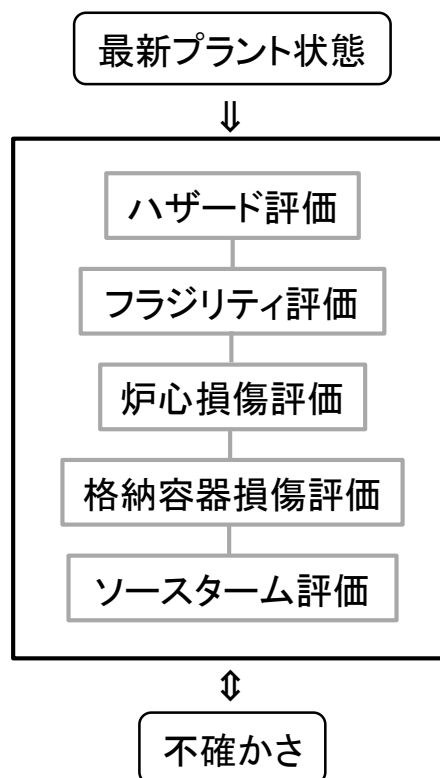 最新プラント状態
⇓
ハザード評価
フラジリティ評価
炉心損傷評価
格納容器損傷評価
ソースターム評価
⇕
不確かさ